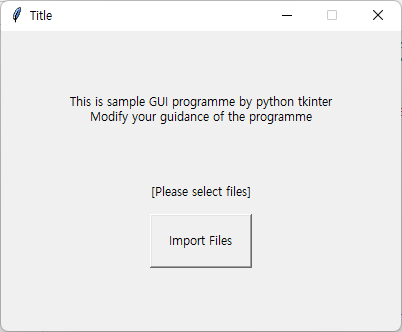 Title
This is sample GUI programme by python tkinter
Modify your guidance of the programme
[Please select files]
Import Files